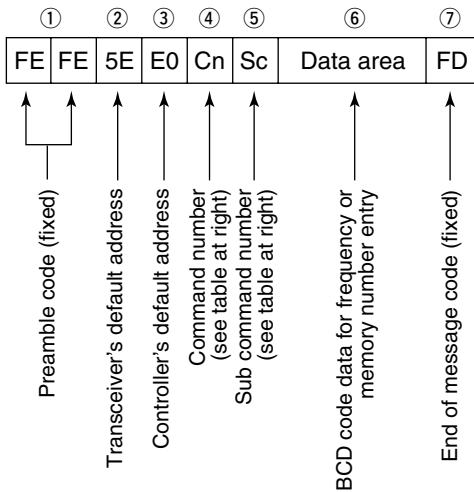 ① ② ③ ④ ⑤ ⑥ ⑦
FE FE 5E E0 Cn Sc Data area FD
Preamble code (fixed)
Transceiver's default address
Controller's default address
Command number
(see table at right)
Sub command number
(see table at right)
BCD code data for frequency or
memory number entry
End of message code (fixed)